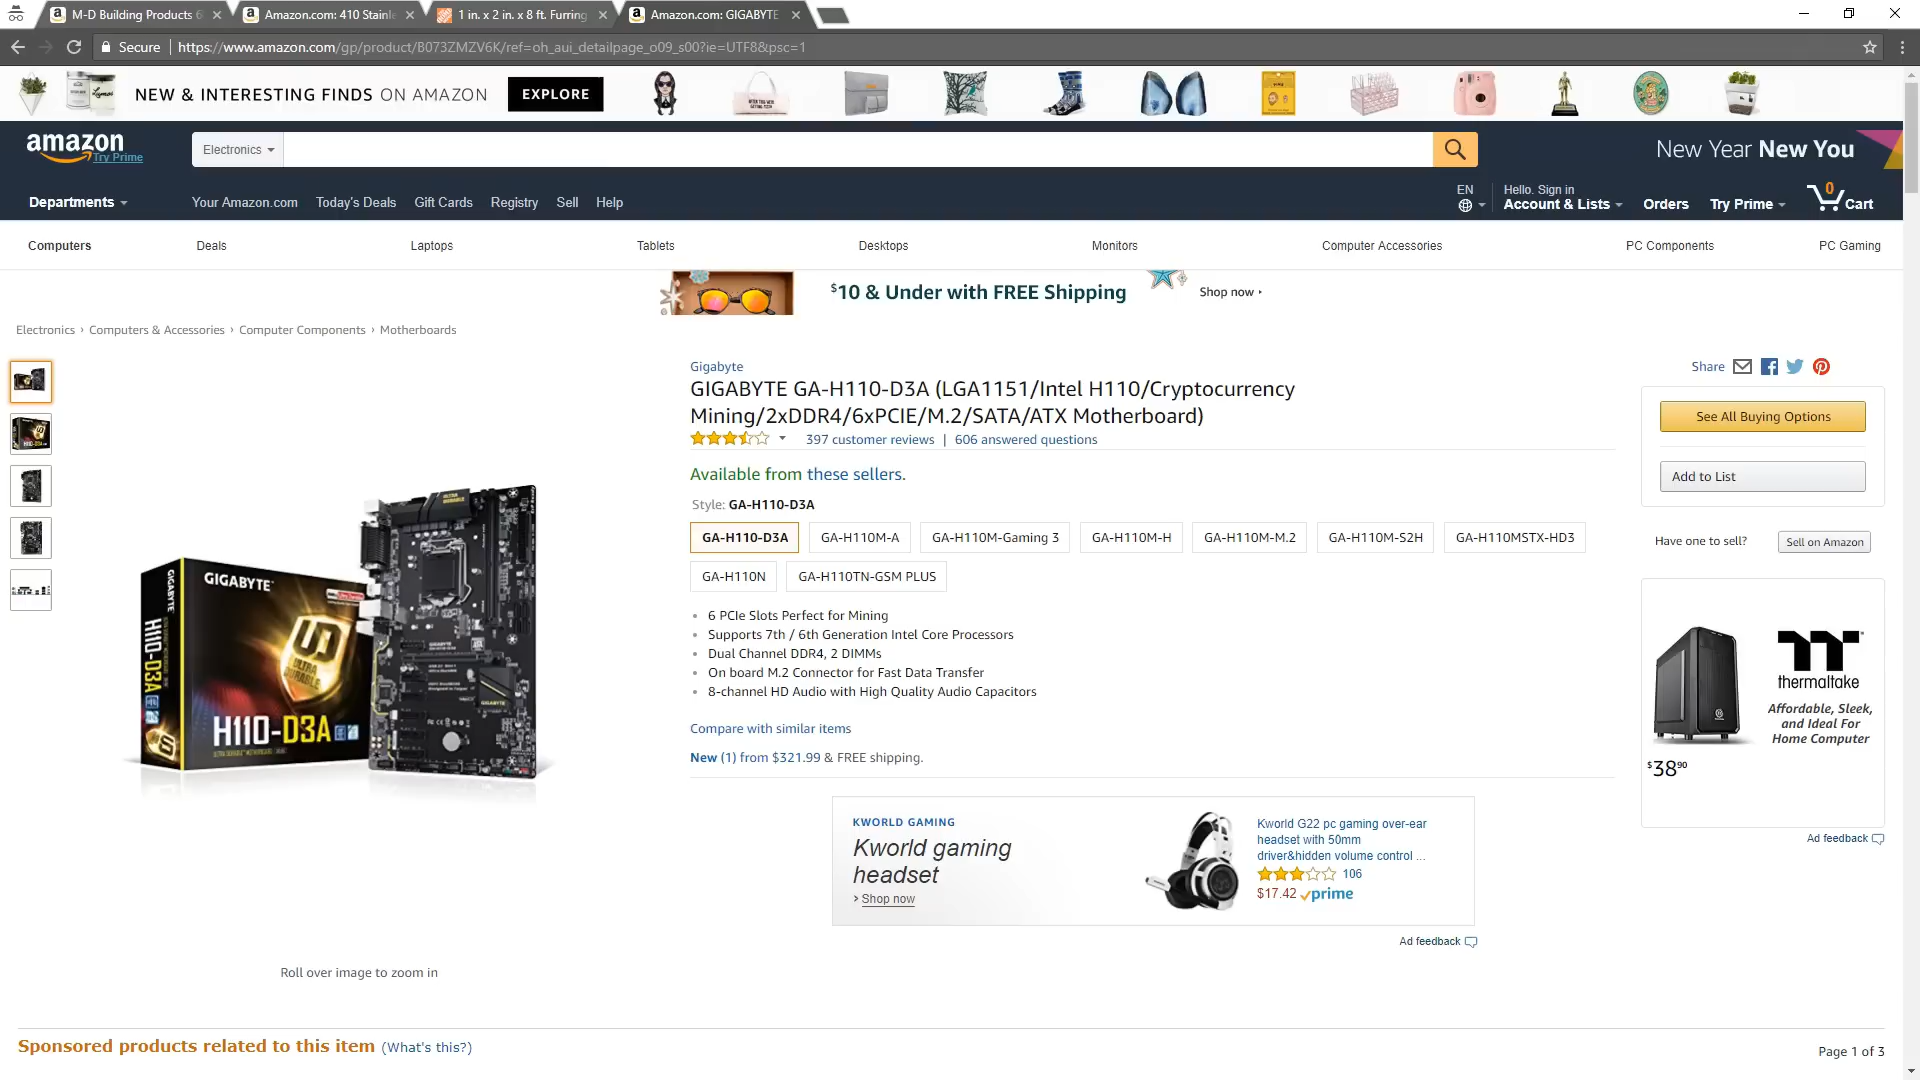 M-D Building Products 6
Amazon.com: 410 Stainle
1 in. x 2 in. x 8 ft. Furring
Amazon.com: GIGABYTE
Secure
https://www.amazon.com/gp/product/B073ZMZV6K/ref=oh_aui_detailpage_o09_s00?ie=UTF8&psc=1
NEW & INTERESTING FINDS ON AMAZON EXPLORE
amazon
Try Prime
Electronics
New Year New You
Departments
Your Amazon.com Today's Deals Gift Cards Registry Sell Help
EN
Hello. Sign in
Account & Lists
Orders
Try Prime
0
Cart
Computers Deals Laptops Tablets Desktops Monitors Computer Accessories PC Components PC Gaming
$10 & Under with FREE Shipping Shop now ›
Electronics › Computers & Accessories › Computer Components › Motherboards
Gigabyte
GIGABYTE GA-H110-D3A (LGA1151/Intel H110/Cryptocurrency
Mining/2xDDR4/6xPCIE/M.2/SATA/ATX Motherboard)
397 customer reviews | 606 answered questions
Available from these sellers.
Style: GA-H110-D3A
GA-H110-D3A GA-H110M-A GA-H110M-Gaming 3 GA-H110M-H GA-H110M-M.2 GA-H110M-S2H GA-H110MSTX-HD3
GA-H110N GA-H110TN-GSM PLUS
• 6 PCIe Slots Perfect for Mining
• Supports 7th / 6th Generation Intel Core Processors
• Dual Channel DDR4, 2 DIMMs
• On board M.2 Connector for Fast Data Transfer
• 8-channel HD Audio with High Quality Audio Capacitors
Compare with similar items
New (1) from $321.99 & FREE shipping.
GIGABYTE
GIGABYTE
ULTRA
DURABLE
H110-D3A
H110-D3A
Roll over image to zoom in
KWORLD GAMING
Kworld gaming
headset
› Shop now
Kworld G22 pc gaming over-ear
headset with 50mm
driver&hidden volume control ...
106
$17.42 prime
Ad feedback
Share
See All Buying Options
Add to List
Have one to sell?
Sell on Amazon
thermaltake
Affordable, Sleek,
and Ideal For
Home Computer
$38 90
Ad feedback
Sponsored products related to this item (What's this?)
Page 1 of 3